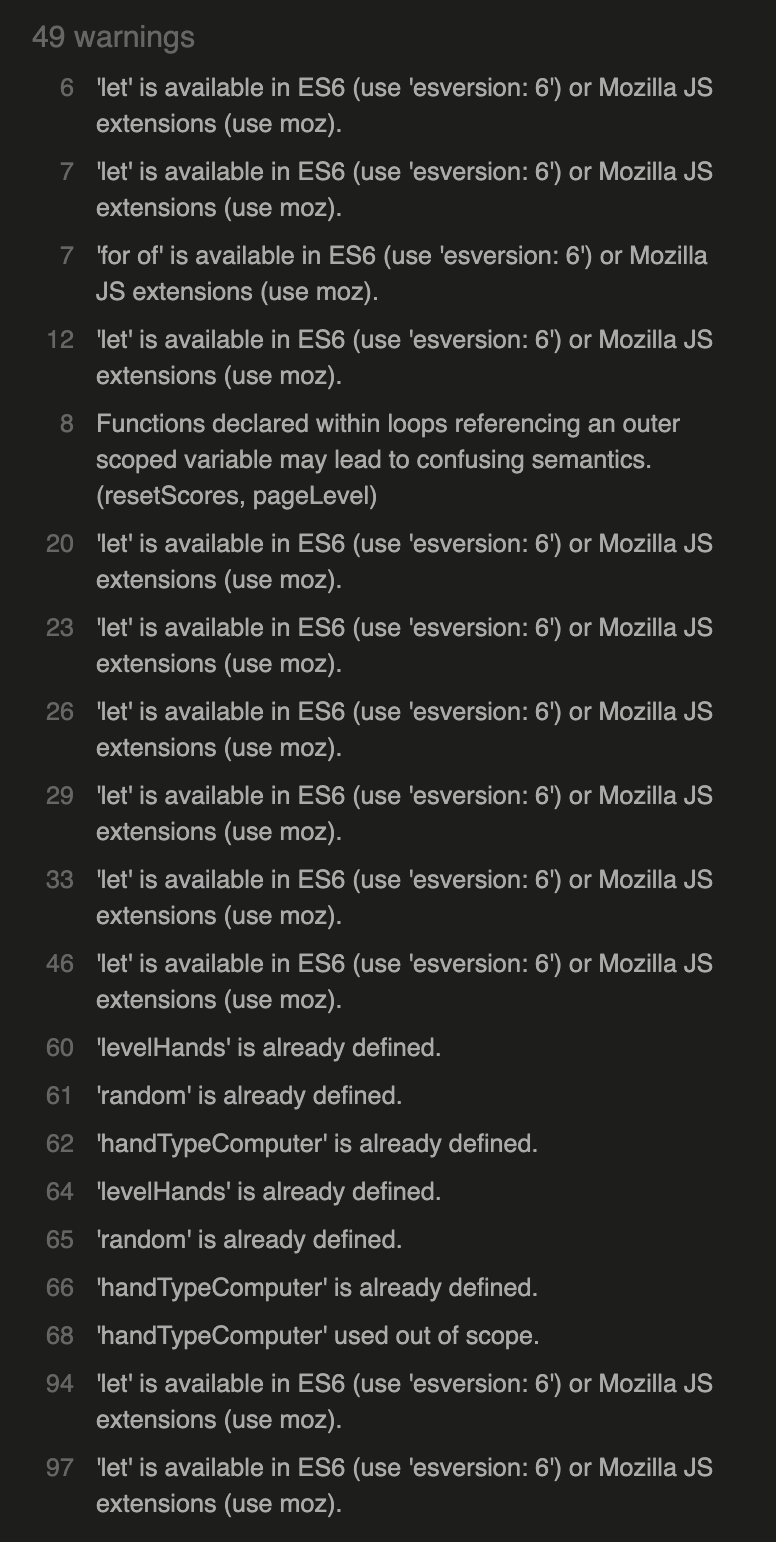 49 warnings
6 'let' is available in ES6 (use 'esversion: 6') or Mozilla JS
extensions (use moz).
7 'let' is available in ES6 (use 'esversion: 6') or Mozilla JS
extensions (use moz).
7 'for of' is available in ES6 (use 'esversion: 6') or Mozilla
JS extensions (use moz).
12 'let' is available in ES6 (use 'esversion: 6') or Mozilla JS
extensions (use moz).
8 Functions declared within loops referencing an outer
scoped variable may lead to confusing semantics.
(resetScores, pageLevel)
20 'let' is available in ES6 (use 'esversion: 6') or Mozilla JS
extensions (use moz).
23 'let' is available in ES6 (use 'esversion: 6') or Mozilla JS
extensions (use moz).
26 'let' is available in ES6 (use 'esversion: 6') or Mozilla JS
extensions (use moz).
29 'let' is available in ES6 (use 'esversion: 6') or Mozilla JS
extensions (use moz).
33 'let' is available in ES6 (use 'esversion: 6') or Mozilla JS
extensions (use moz).
46 'let' is available in ES6 (use 'esversion: 6') or Mozilla JS
extensions (use moz).
60 'levelHands' is already defined.
61 'random' is already defined.
62 'handTypeComputer' is already defined.
64 'levelHands' is already defined.
65 'random' is already defined.
66 'handTypeComputer' is already defined.
68 'handTypeComputer' used out of scope.
94 'let' is available in ES6 (use 'esversion: 6') or Mozilla JS
extensions (use moz).
97 'let' is available in ES6 (use 'esversion: 6') or Mozilla JS
extensions (use moz).